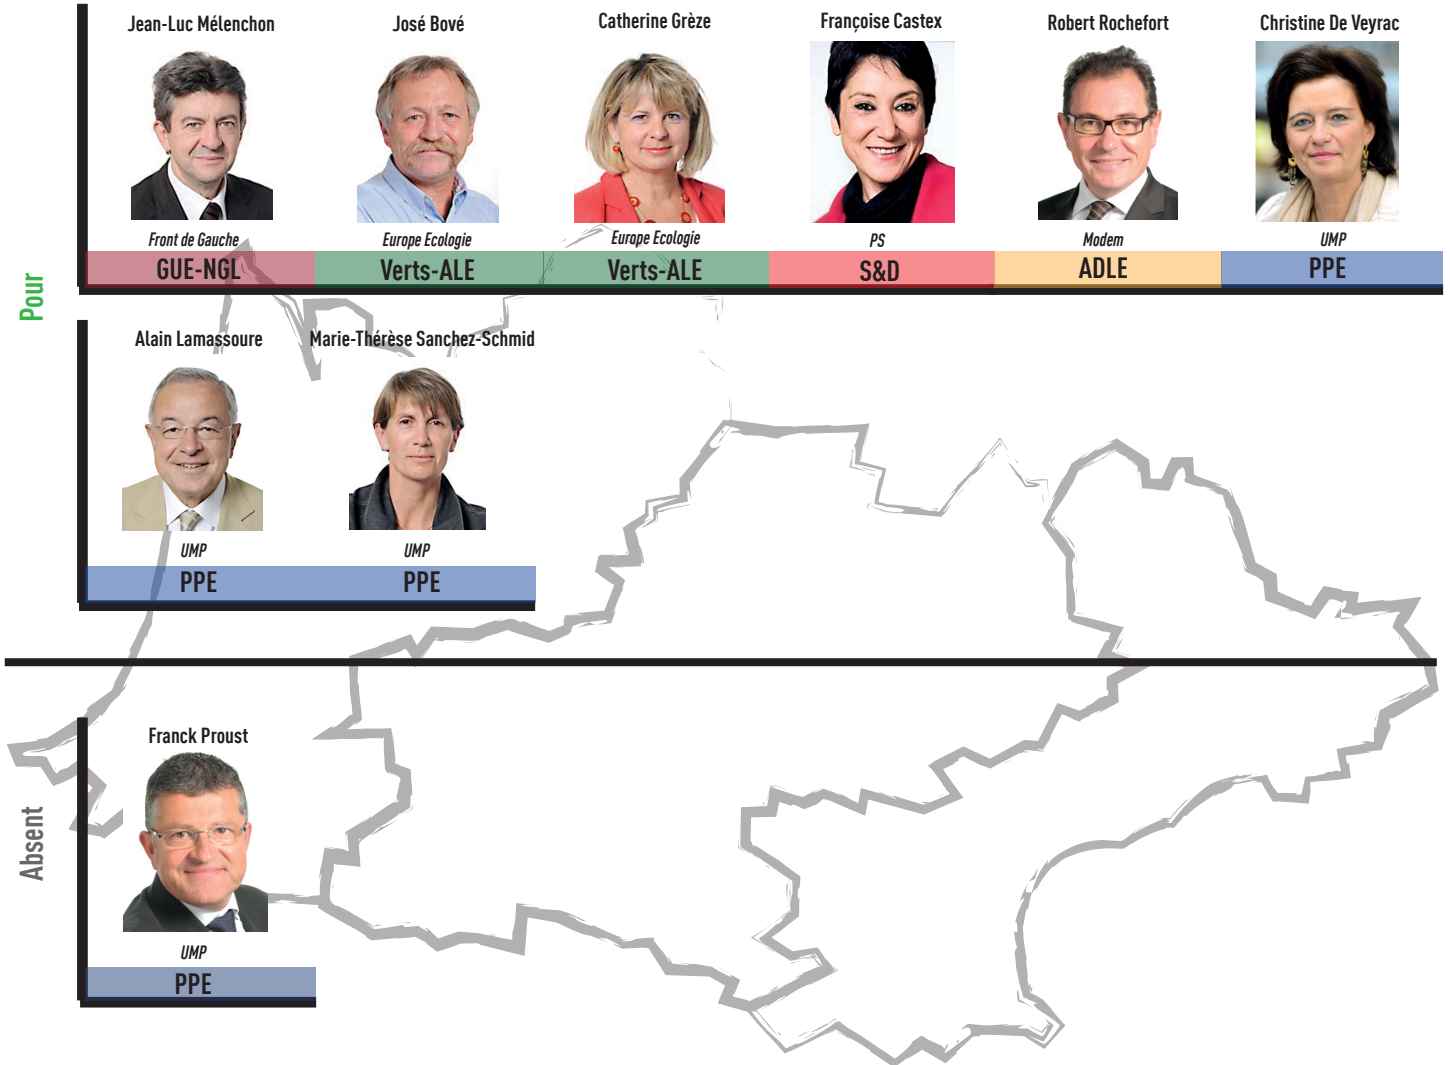 Pour
Jean-Luc Mélenchon
José Bové
Catherine Grèze
Françoise Castex
Robert Rochefort
Christine De Veyrac
Front de Gauche
Europe Ecologie
Europe Ecologie
PS
Modem
UMP
GUE-NGL
Verts-ALE
Verts-ALE
S&D
ADLE
PPE
Alain Lamassoure
Marie-Thérèse Sanchez-Schmid
UMP
UMP
PPE
PPE
Absent
Franck Proust
UMP
PPE